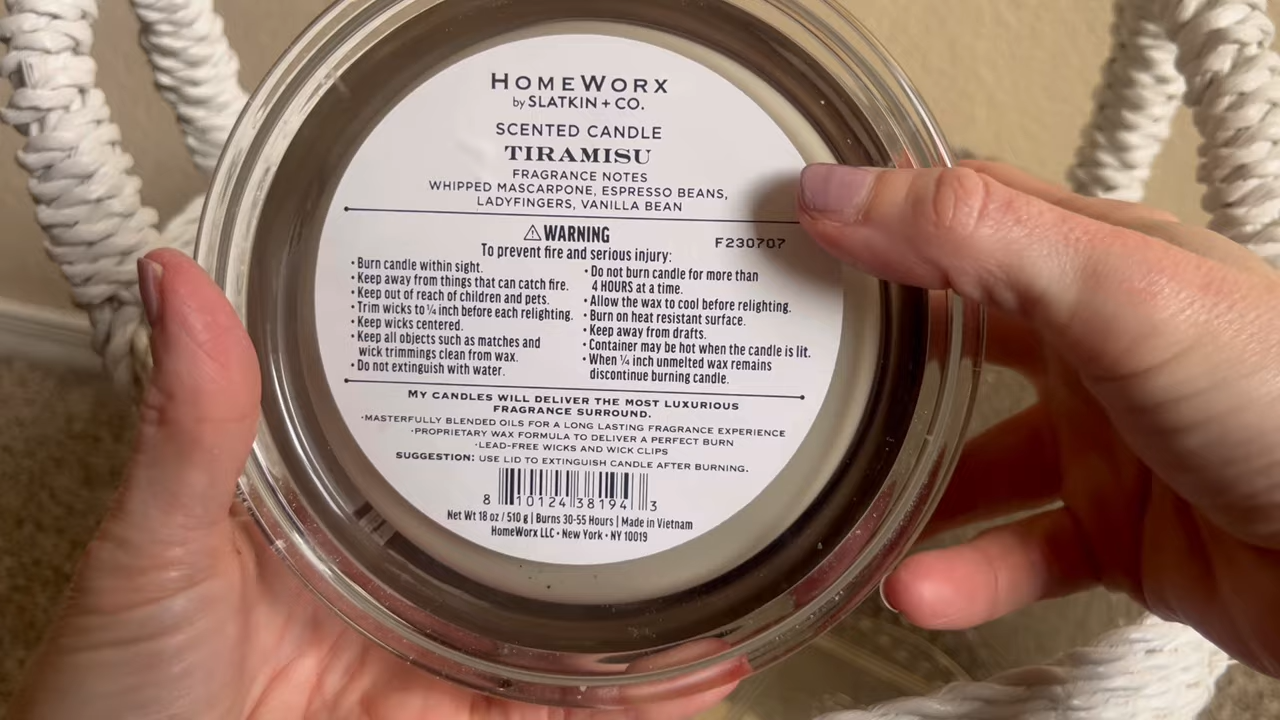 HOMEWORX
by SLATKIN + CO.
SCENTED CANDLE
TIRAMISU
FRAGRANCE NOTES
WHIPPED MASCARPONE, ESPRESSO BEANS,
LADYFINGERS, VANILLA BEAN
⚠WARNING
F230707
To prevent fire and serious injury:
• Burn candle within sight.
• Keep away from things that can catch fire.
• Keep out of reach of children and pets.
• Trim wicks to ¼ inch before each relighting.
• Keep wicks centered.
• Keep all objects such as matches and
wick trimmings clean from wax.
• Do not extinguish with water.
• Do not burn candle for more than
4 HOURS at a time.
• Allow the wax to cool before relighting.
• Burn on heat resistant surface.
• Keep away from drafts.
• Container may be hot when the candle is lit.
• When ¼ inch unmelted wax remains
discontinue burning candle.
MY CANDLES WILL DELIVER THE MOST LUXURIOUS
FRAGRANCE SURROUND.
•MASTERFULLY BLENDED OILS FOR A LONG LASTING FRAGRANCE EXPERIENCE
•PROPRIETARY WAX FORMULA TO DELIVER A PERFECT BURN
•LEAD-FREE WICKS AND WICK CLIPS
SUGGESTION: USE LID TO EXTINGUISH CANDLE AFTER BURNING.
8 10124 38194 3
Net Wt 18 oz / 510 g | Burns 30-55 Hours | Made in Vietnam
HomeWorx LLC • New York • NY 10019